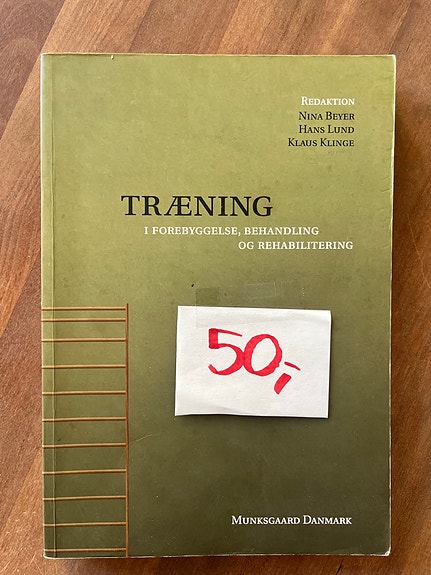 REDAKTION
NINA BEYER
HANS LUND
KLAUS KLINGE
TRÆNING
I FOREBYGGELSE, BEHANDLING
OG REHABILITERING
50,-
MUNKSGAARD DANMARK